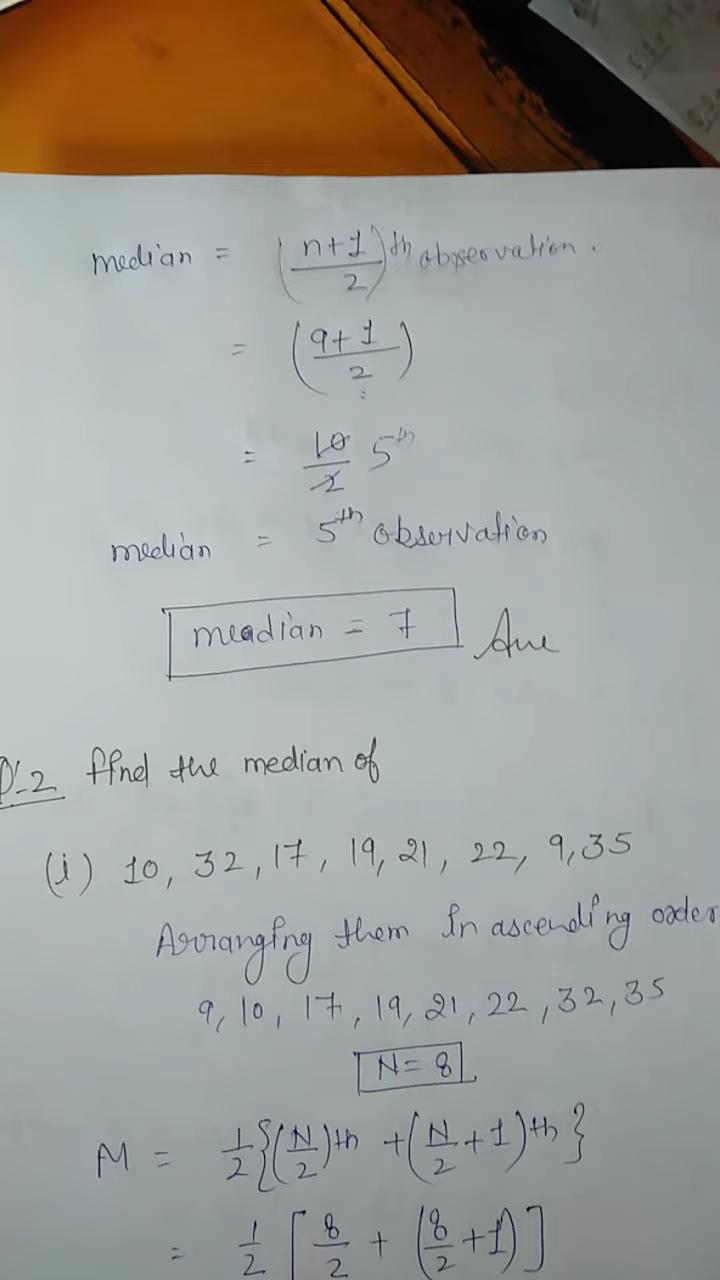 median = (n+1/2)th obyservation.
= (9+1/2)
= 10/2 5th
median = 5th observation
meadian = 7 Ans
Q.2 Find the median of
(i) 10, 32, 17, 19, 21, 22, 9, 35
Arranging them in ascending order
9, 10, 17, 19, 21, 22, 32, 35
N = 8
M = 1/2 {(N/2)th + (N/2 + 1)th}
= 1/2 [8/2 + (8/2 + 1)]